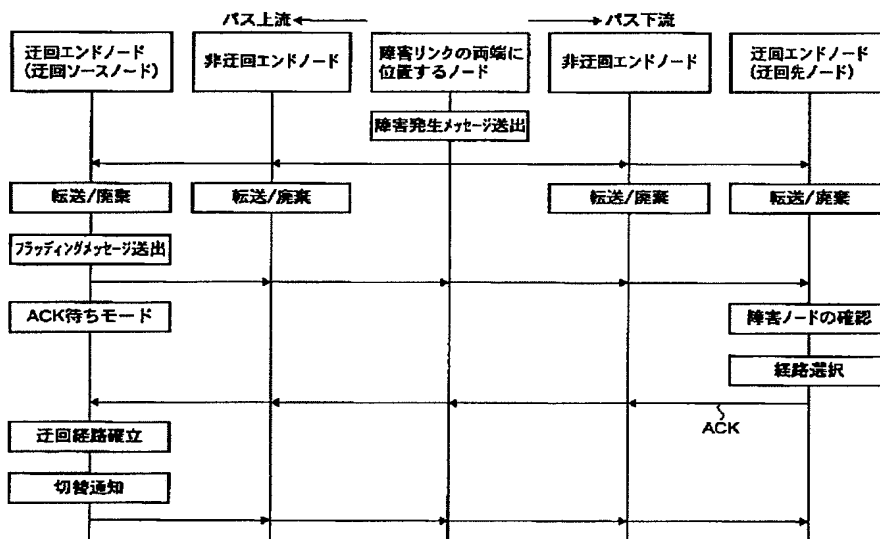 パス上流
パス下流
迂回エンドノード
(迂回ソースノード)
非迂回エンドノード
障害リンクの両端に
位置するノード
非迂回エンドノード
迂回エンドノード
(迂回先ノード)
障害発生メッセージ送出
転送/廃棄
転送/廃棄
転送/廃棄
転送/廃棄
フラッディングメッセージ送出
ACK待ちモード
障害ノードの確認
経路選択
ACK
迂回経路確立
切替通知